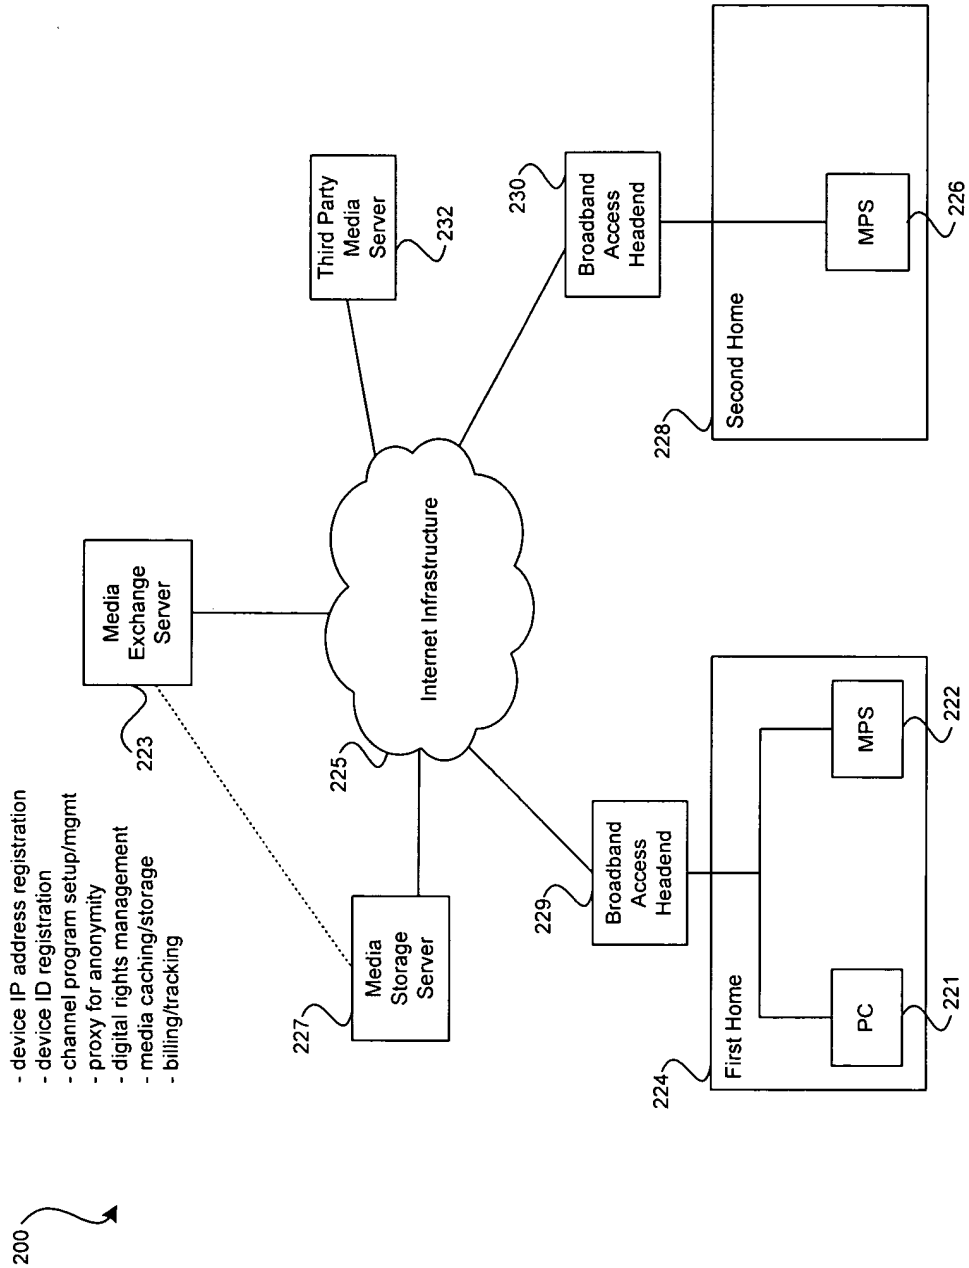 200
- device IP address registration
- device ID registration
- channel program setup/mgmt
- proxy for anonymity
- digital rights management
- media caching/storage
- billing/tracking
Media
Exchange
Server
223
Third Party
Media
Server
232
Media
Storage
Server
227
225
Internet Infrastructure
Broadband
Access
Headend
229
Broadband
Access
Headend
230
224
First Home
PC
221
MPS
222
228
Second Home
MPS
226